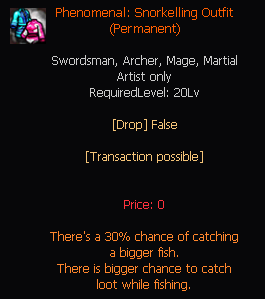 Phenomenal: Snorkelling Outfit
(Permanent)
Swordsman, Archer, Mage, Martial
Artist only
RequiredLevel: 20Lv
[Drop] False
[Transaction possible]
Price: 0
There's a 30% chance of catching
a bigger fish.
There is bigger chance to catch
loot while fishing.